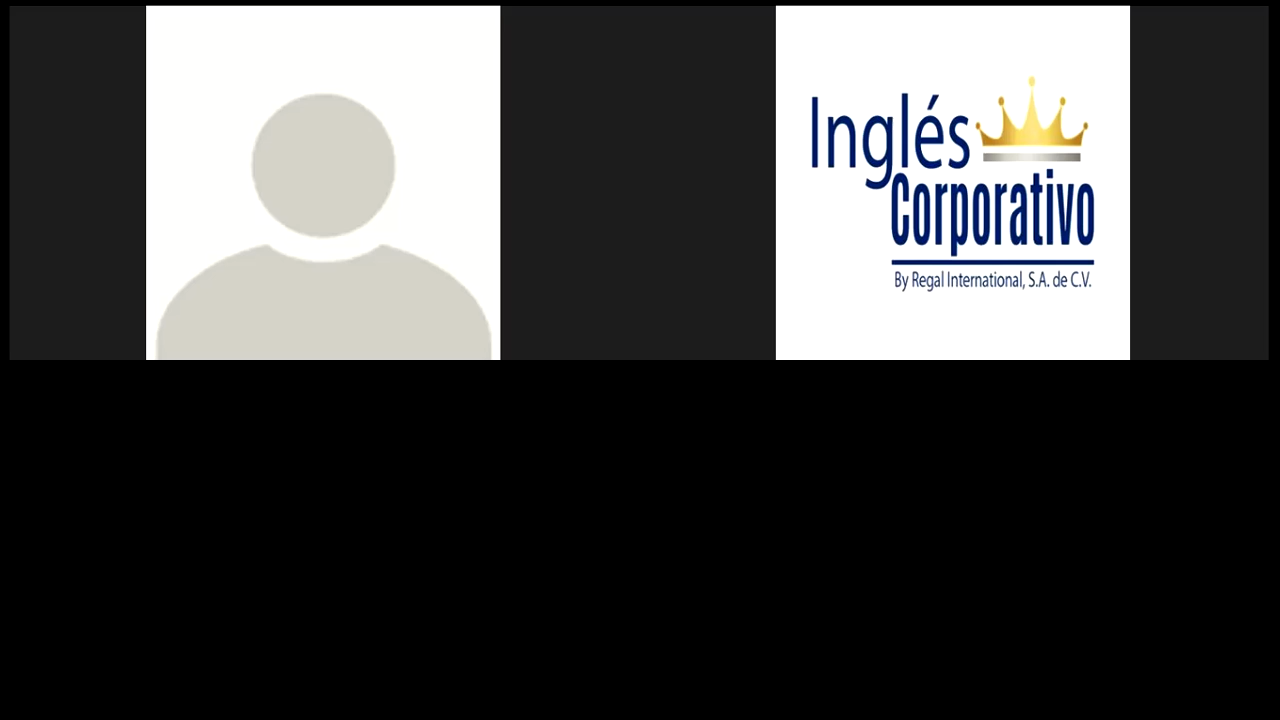 Inglés
Corporativo
By Regal International, S.A. de C.V.